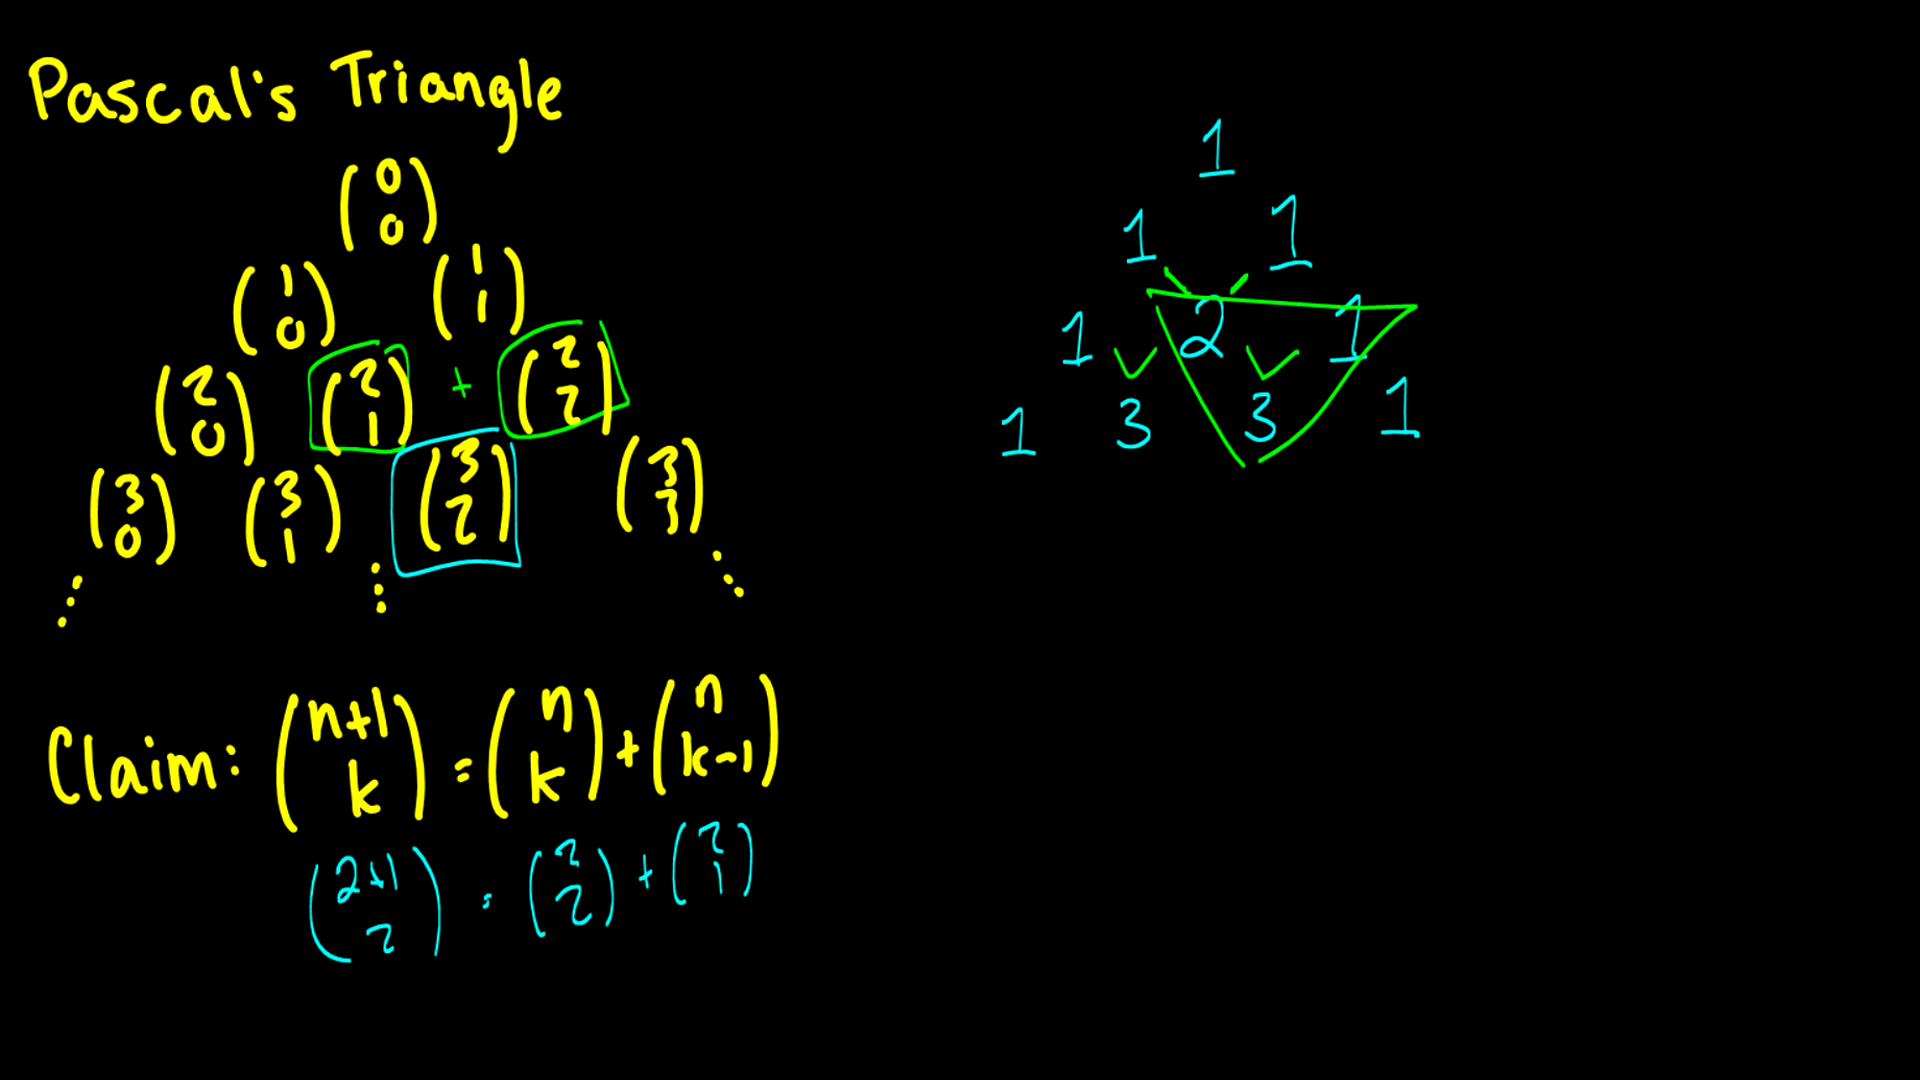 Pascal's Triangle
(0 0)
(1 0) (1 1)
(2 0) (2 1) + (2 2)
(3 0) (3 1) (3 2) (3 3)
⋰ ⋮ ⋱
Claim: (n+1 k) = (n k) + (n k-1)
(2+1 2) = (2 2) + (2 1)
1
1 1
1 2 1
1 3 3 1